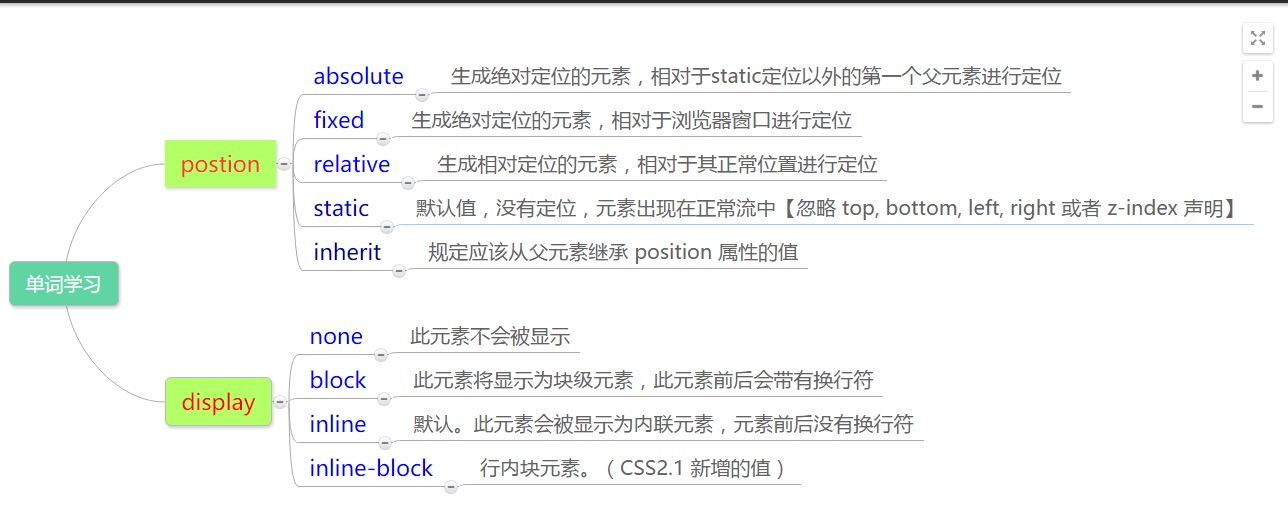 单词学习
postion
absolute
生成绝对定位的元素，相对于static定位以外的第一个父元素进行定位
fixed
生成绝对定位的元素，相对于浏览器窗口进行定位
relative
生成相对定位的元素，相对于其正常位置进行定位
static
默认值，没有定位，元素出现在正常流中【忽略 top, bottom, left, right 或者 z-index 声明】
inherit
规定应该从父元素继承 position 属性的值
display
none
此元素不会被显示
block
此元素将显示为块级元素，此元素前后会带有换行符
inline
默认。此元素会被显示为内联元素，元素前后没有换行符
inline-block
行内块元素。（CSS2.1 新增的值）